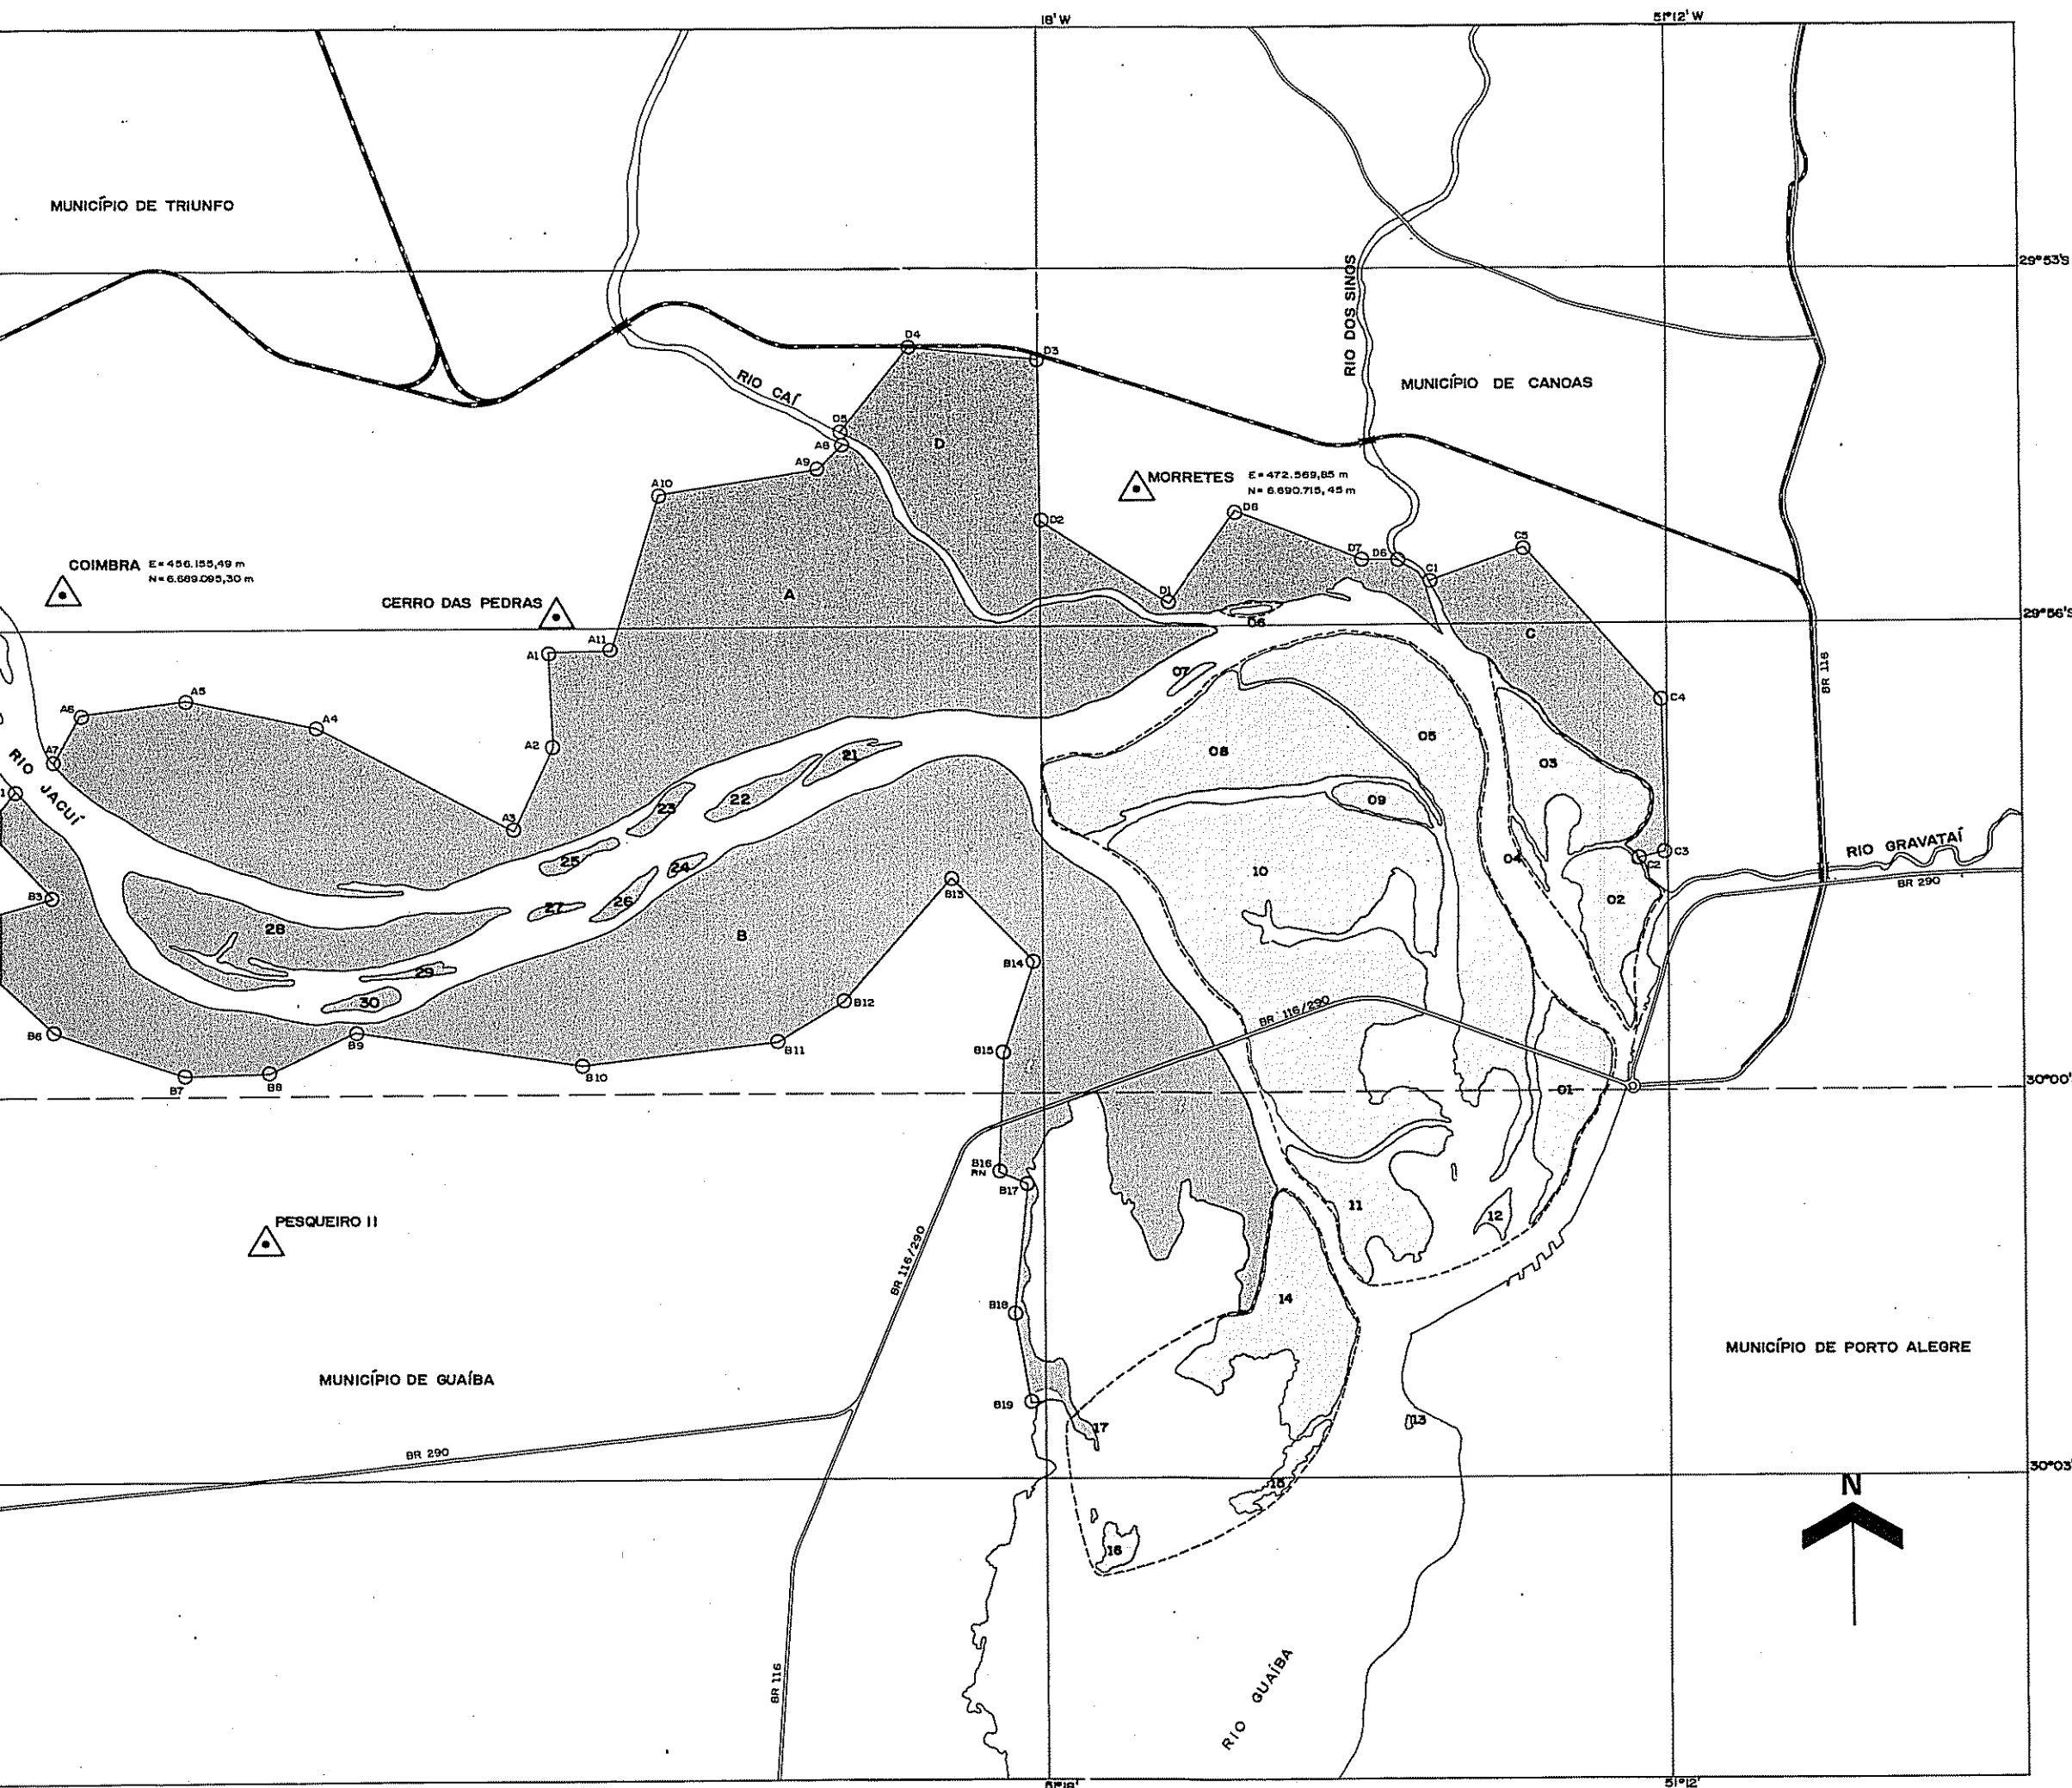 18' W
51°12' W
MUNICÍPIO DE TRIUNFO
29°53'S
RIO DOS SINOS
D4
D3
RIO CAÍ
MUNICÍPIO DE CANOAS
D5
A8
D
A9
A10
MORRETES E= 472.569,85 m
N= 6.690.715,45 m
D8
D2
COIMBRA E= 456.155,49 m
N= 6.689.095,30 m
D7
D6
C5
C1
CERRO DAS PEDRAS
A
D1
06
29°56'S
C
A11
A1
07
BR 116
A5
A6
A4
C4
A7
A2
21
08
05
03
RIO JACUÍ
1
23
22
09
A3
04
25
24
C3
C2
RIO GRAVATAÍ
BR 290
10
B3
B13
27
26
02
28
B
29
B14
30
B12
BR 116/290
B6
B9
B11
B15
B10
B7
B8
01
30°00'
B16
RN
B17
11
12
PESQUEIRO II
BR 116/290
14
B18
MUNICÍPIO DE PORTO ALEGRE
MUNICÍPIO DE GUAÍBA
B19
17
13
BR 290
30°03'
15
N
16
RIO GUAÍBA
BR 116
51°18'
51°12'